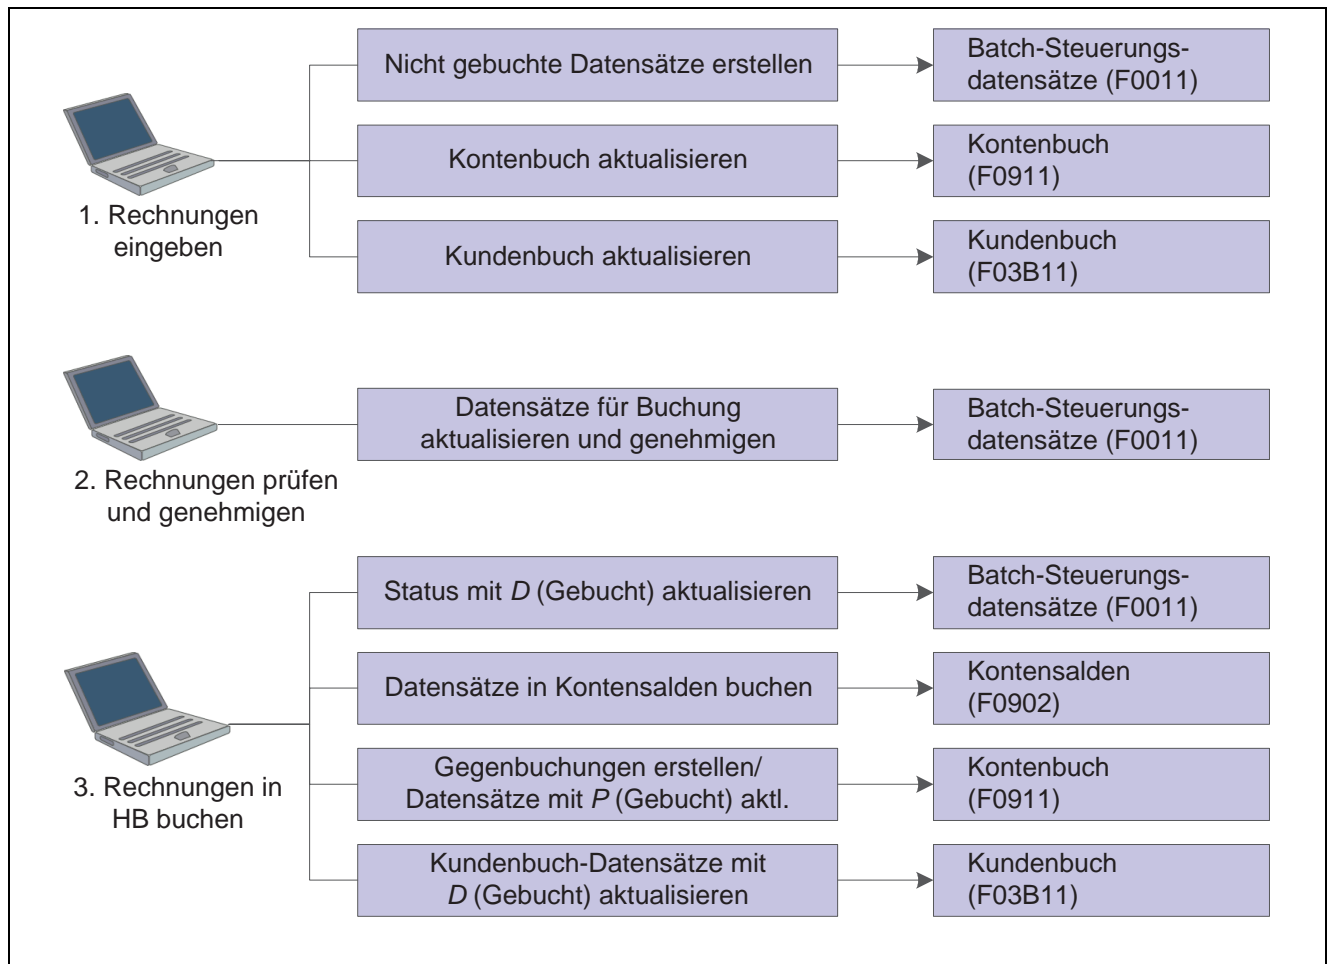 Nicht gebuchte Datensätze erstellen
Batch-Steuerungs-
datensätze (F0011)
Kontenbuch aktualisieren
Kontenbuch
(F0911)
1. Rechnungen
eingeben
Kundenbuch aktualisieren
Kundenbuch
(F03B11)
Datensätze für Buchung
aktualisieren und genehmigen
Batch-Steuerungs-
datensätze (F0011)
2. Rechnungen prüfen
und genehmigen
Status mit D (Gebucht) aktualisieren
Batch-Steuerungs-
datensätze (F0011)
Datensätze in Kontensalden buchen
Kontensalden
(F0902)
3. Rechnungen in
HB buchen
Gegenbuchungen erstellen/
Datensätze mit P (Gebucht) aktl.
Kontenbuch
(F0911)
Kundenbuch-Datensätze mit
D (Gebucht) aktualisieren
Kundenbuch
(F03B11)